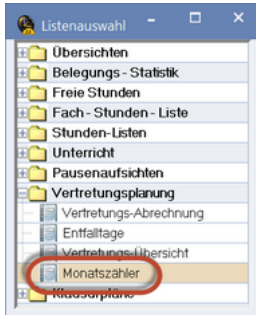 Listenauswahl
Übersichten
Belegungs - Statistik
Freie Stunden
Fach - Stunden - Liste
Stunden-Listen
Unterricht
Pausenaufsichten
Vertretungsplanung
Vertretungs-Abrechnung
Entfalltage
Vertretungs-Übersicht
Monatszähler
Klausurpläne